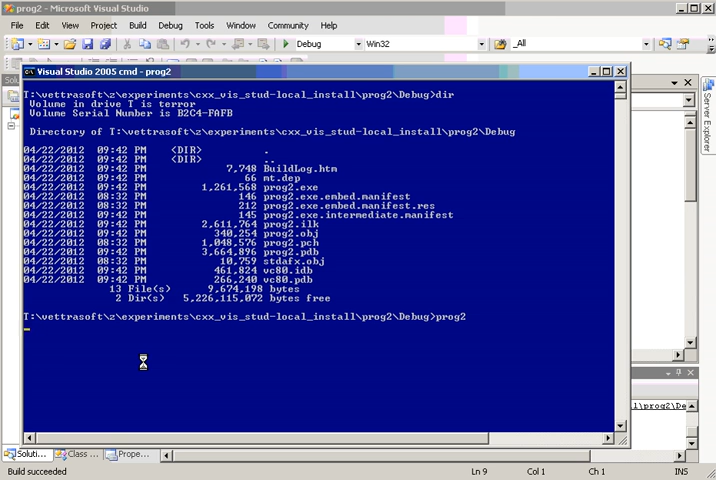 prog2 - Microsoft Visual Studio
File Edit View Project Build Debug Tools Window Community Help
Debug Win32 _All
Visual Studio 2005 cmd - prog2
T:\vettrasoft\z\experiments\cxx_vis_stud-local_install\prog2\Debug>dir
Volume in drive T is terror
Volume Serial Number is B2C4-FAFB
Directory of T:\vettrasoft\z\experiments\cxx_vis_stud-local_install\prog2\Debug
04/22/2012 09:42 PM <DIR> .
04/22/2012 09:42 PM <DIR> ..
04/22/2012 09:42 PM 7,748 BuildLog.htm
04/22/2012 09:42 PM 66 mt.dep
04/22/2012 09:42 PM 1,261,568 prog2.exe
04/22/2012 08:32 PM 146 prog2.exe.embed.manifest
04/22/2012 08:32 PM 212 prog2.exe.embed.manifest.res
04/22/2012 09:42 PM 145 prog2.exe.intermediate.manifest
04/22/2012 09:42 PM 2,611,764 prog2.ilk
04/22/2012 09:42 PM 340,254 prog2.obj
04/22/2012 08:32 PM 1,048,576 prog2.pch
04/22/2012 09:42 PM 3,664,896 prog2.pdb
04/22/2012 08:32 PM 10,759 stdafx.obj
04/22/2012 09:42 PM 461,824 vc80.idb
04/22/2012 09:42 PM 266,240 vc80.pdb
13 File(s) 9,674,198 bytes
2 Dir(s) 5,226,115,072 bytes free
T:\vettrasoft\z\experiments\cxx_vis_stud-local_install\prog2\Debug>prog2
Server Explorer
l\prog2\De
Soluti... Class ... Prope...
Build succeeded Ln 9 Col 1 Ch 1 INS